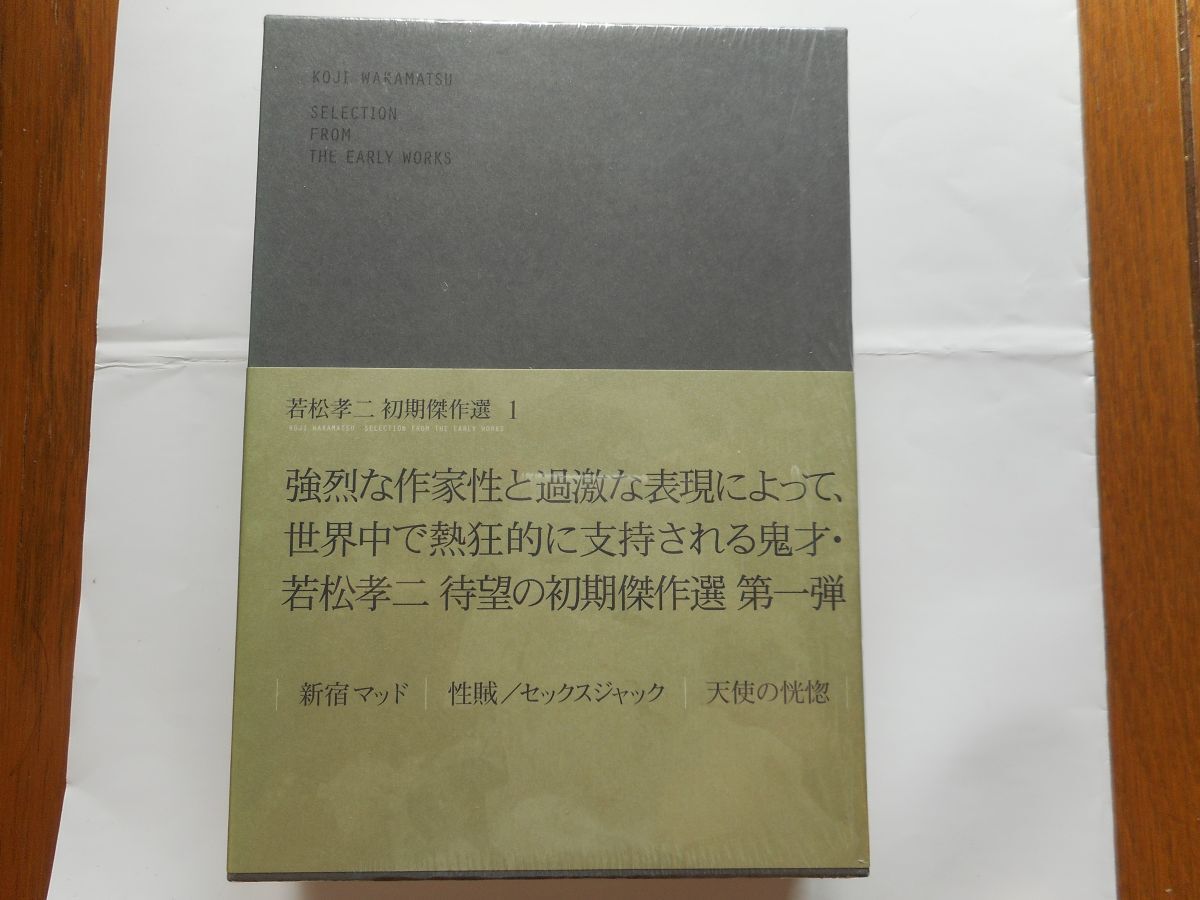 KOJI WAKAMATSU
SELECTION
FROM
THE EARLY WORKS
若松孝二 初期傑作選 1
KOJI WAKAMATSU SELECTION FROM THE EARLY WORKS
強烈な作家性と過激な表現によって、
世界中で熱狂的に支持される鬼才・
若松孝二 待望の初期傑作選 第一弾
新宿マッド | 性賊／セックスジャック | 天使の恍惚